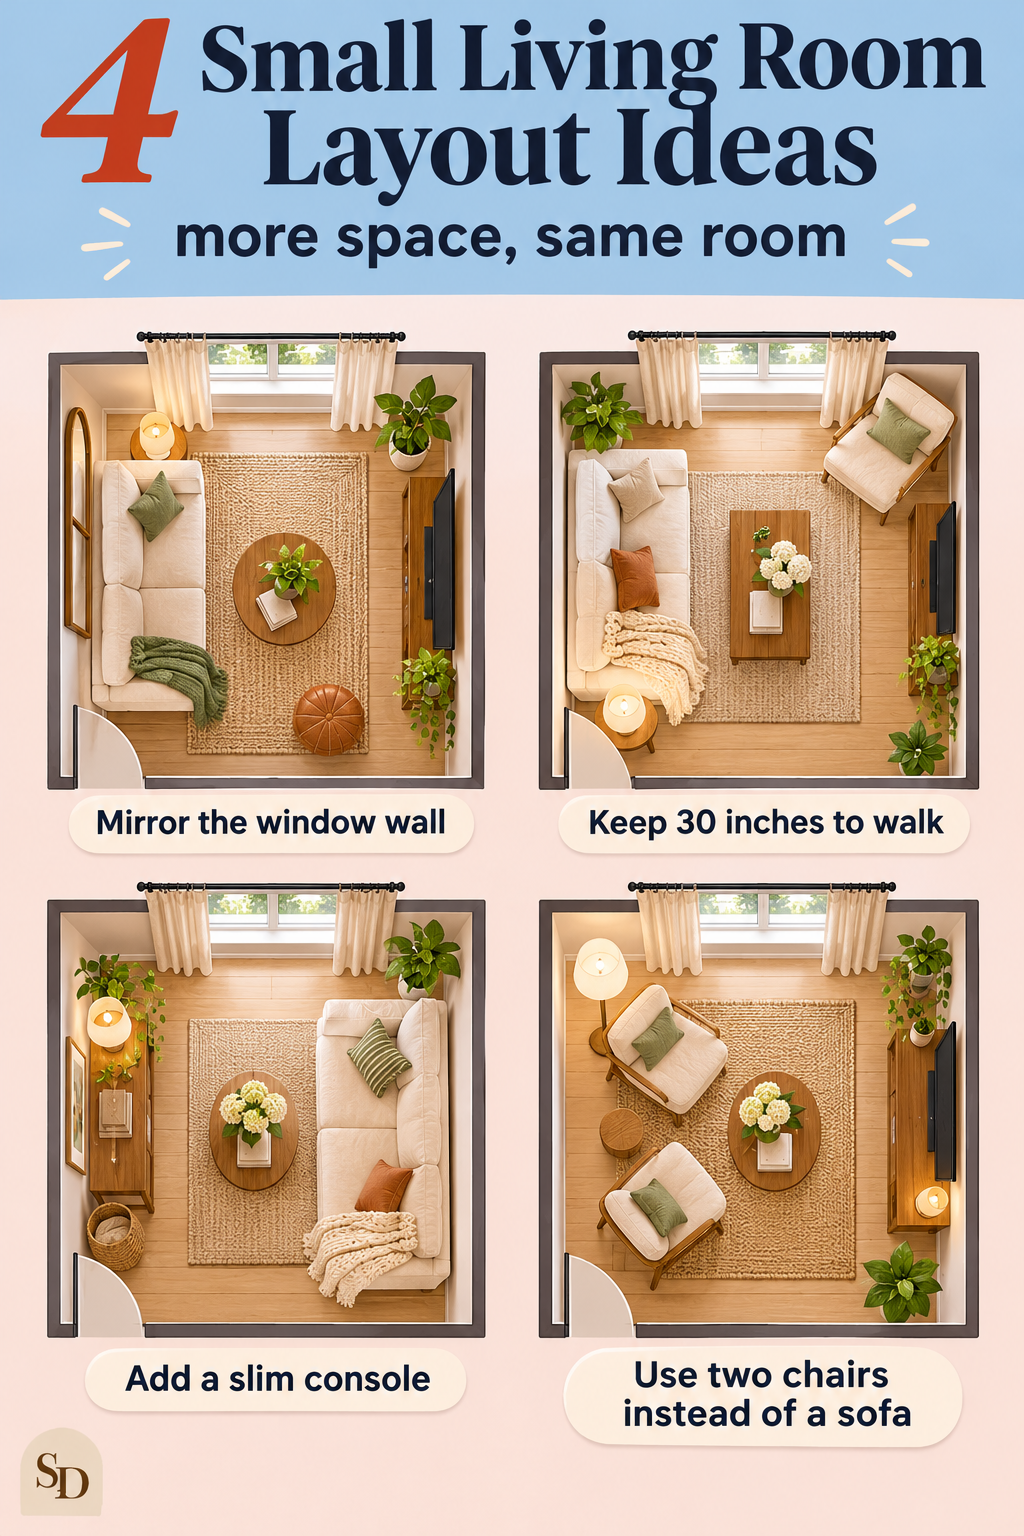 4 Small Living Room
Layout Ideas
more space, same room
Mirror the window wall
Keep 30 inches to walk
Add a slim console
Use two chairs
instead of a sofa
SD